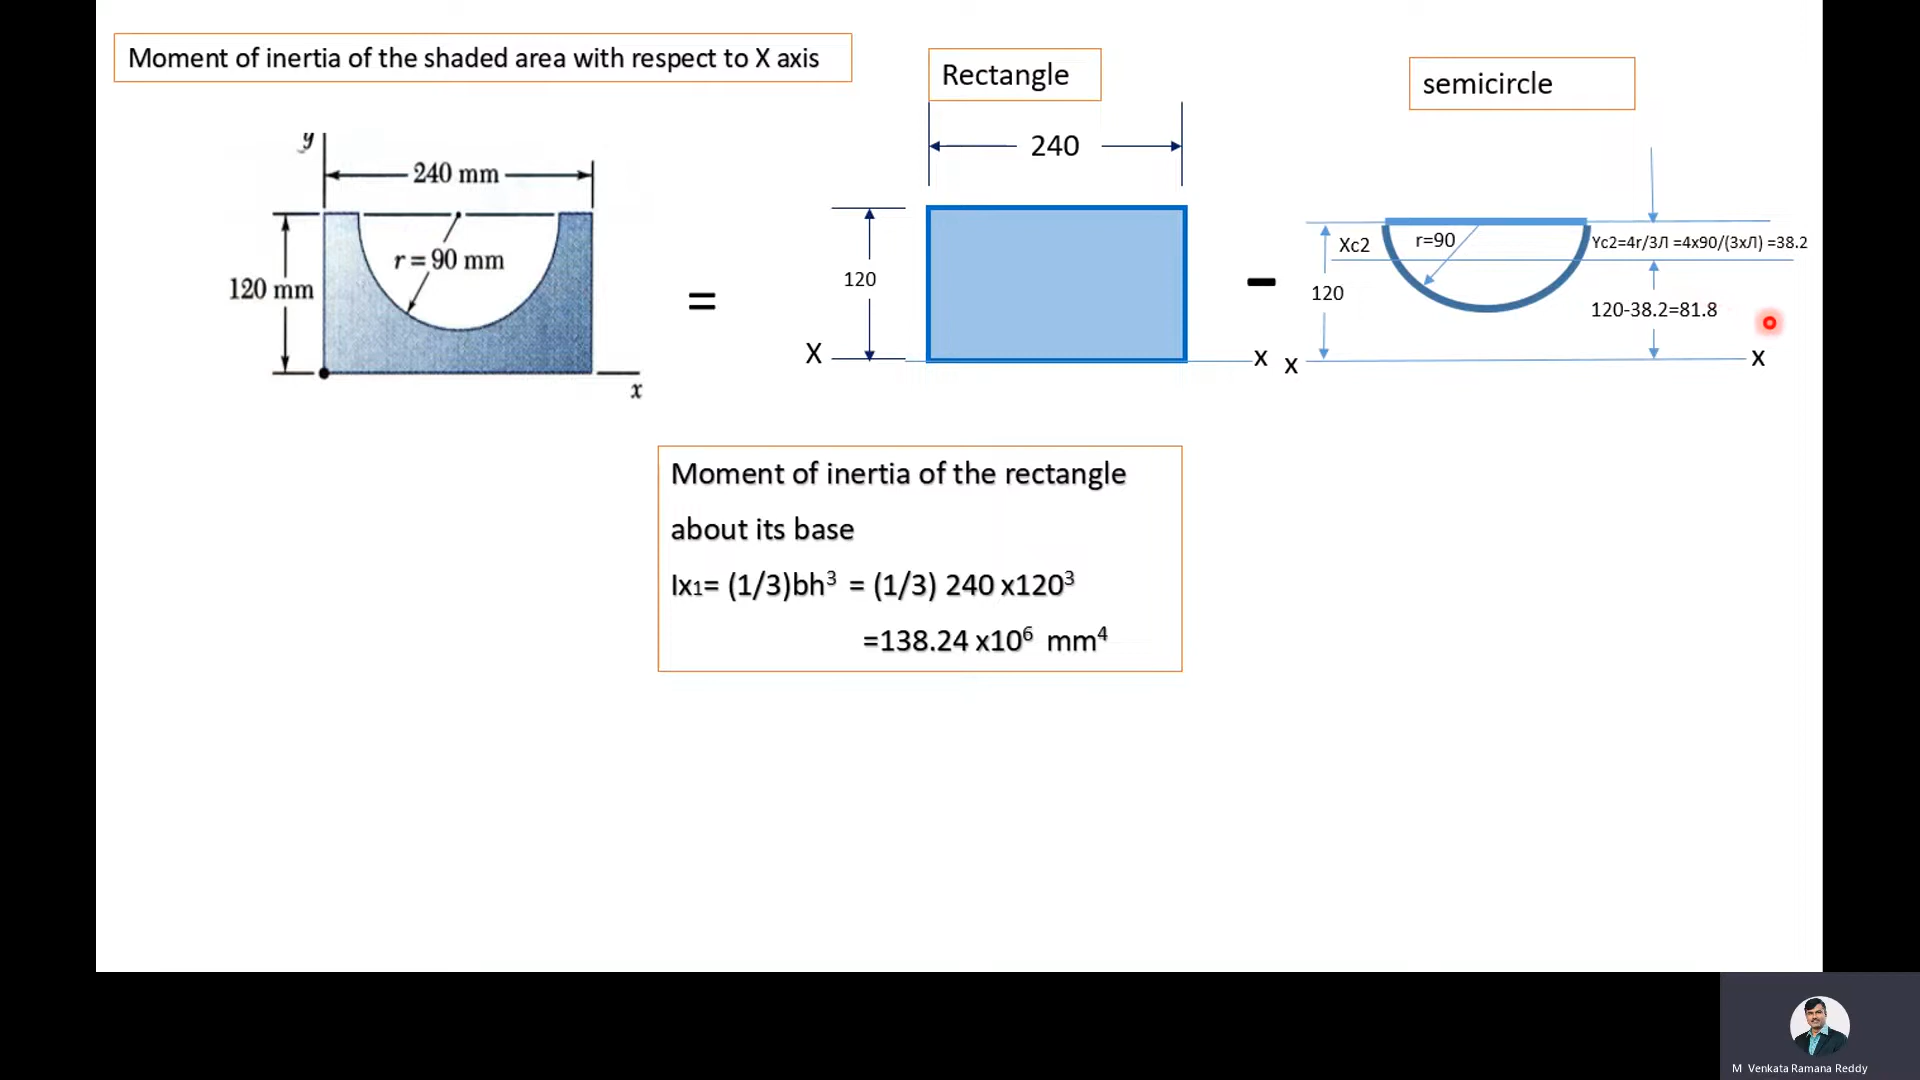 Moment of inertia of the shaded area with respect to X axis
Rectangle
semicircle
y
240 mm
r = 90 mm
120 mm
x
=
240
120
X
x
−
x
Xc2
r=90
Yc2=4r/3Л =4x90/(3xЛ) =38.2
120
120-38.2=81.8
x
Moment of inertia of the rectangle
about its base
Ix1= (1/3)bh³ = (1/3) 240 x120³
=138.24 x10⁶ mm⁴
M Venkata Ramana Reddy